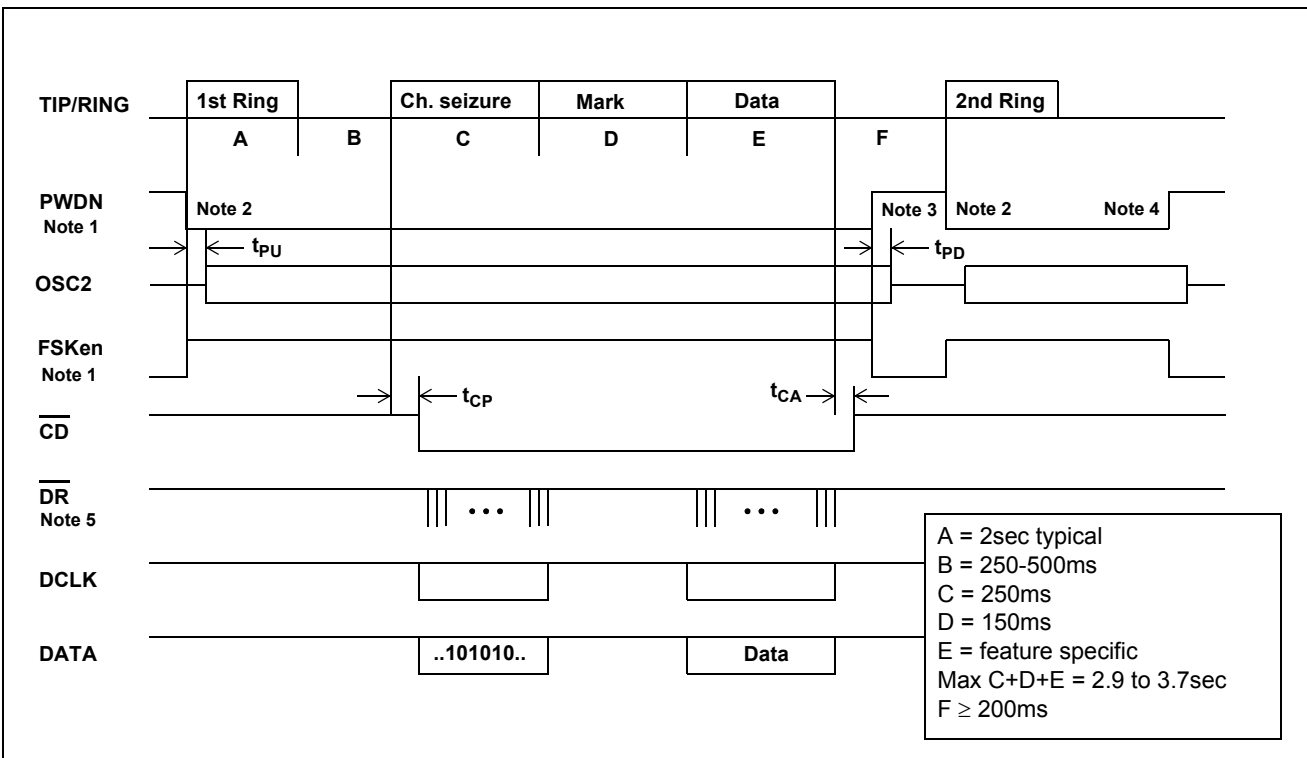 TIP/RING 1st Ring Ch. seizure Mark Data 2nd Ring
A B C D E F
PWDN Note 2 Note 3 Note 2 Note 4
Note 1
tPU tPD
OSC2
FSKen
Note 1
tCP tCA
CD
DR
Note 5 • • • • • •
DCLK
DATA ..101010.. Data
A = 2sec typical
B = 250-500ms
C = 250ms
D = 150ms
E = feature specific
Max C+D+E = 2.9 to 3.7sec
F ≥ 200ms